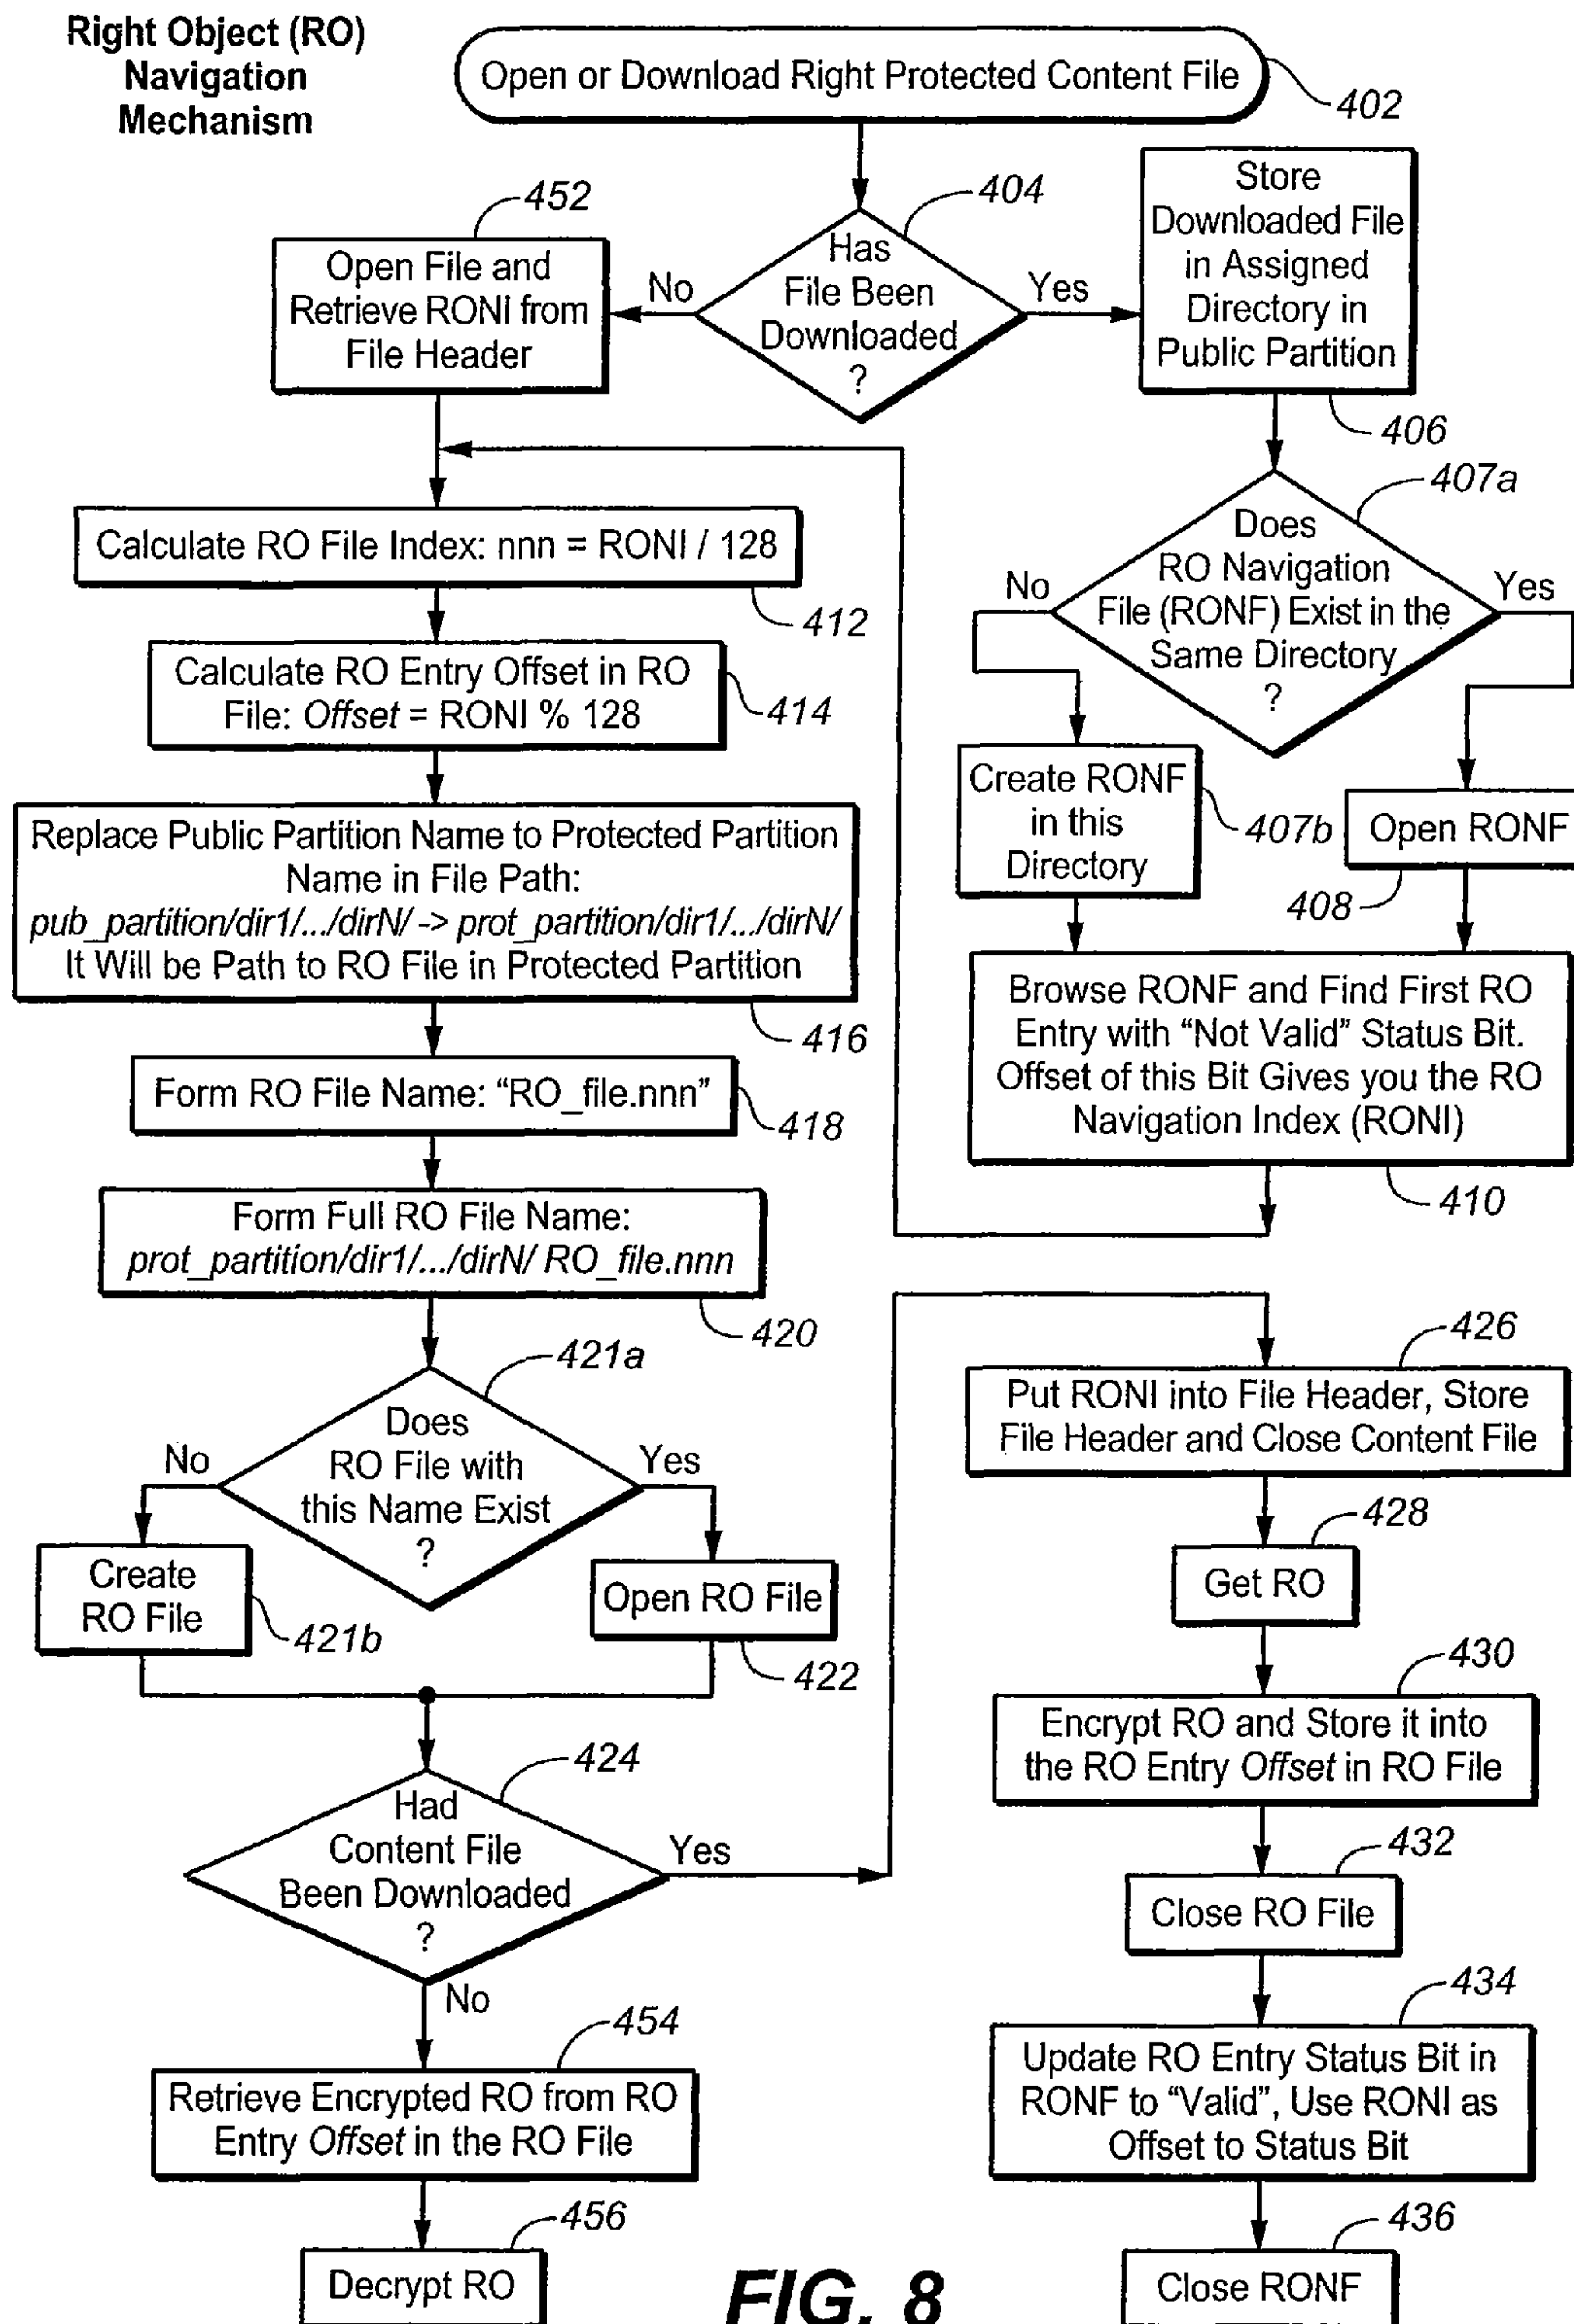 Right Object (RO)
Navigation
Mechanism
Open or Download Right Protected Content File
402
404
Has
File Been
Downloaded
?
No
Yes
452
Open File and
Retrieve RONI from
File Header
Store
Downloaded File
in Assigned
Directory in
Public Partition
406
407a
Does
RO Navigation
File (RONF) Exist in the
Same Directory
?
No
Yes
Create RONF
in this
Directory
407b
Open RONF
408
Browse RONF and Find First RO
Entry with “Not Valid” Status Bit.
Offset of this Bit Gives you the RO
Navigation Index (RONI)
410
Calculate RO File Index: nnn = RONI / 128
412
Calculate RO Entry Offset in RO
File: Offset = RONI % 128
414
Replace Public Partition Name to Protected Partition
Name in File Path:
pub_partition/dir1/.../dirN/ -> prot_partition/dir1/.../dirN/
It Will be Path to RO File in Protected Partition
416
Form RO File Name: “RO_file.nnn”
418
Form Full RO File Name:
prot_partition/dir1/.../dirN/ RO_file.nnn
420
421a
Does
RO File with
this Name Exist
?
No
Yes
Create
RO File
421b
Open RO File
422
424
Had
Content File
Been Downloaded
?
Yes
No
454
Retrieve Encrypted RO from RO
Entry Offset in the RO File
456
Decrypt RO
426
Put RONI into File Header, Store
File Header and Close Content File
428
Get RO
430
Encrypt RO and Store it into
the RO Entry Offset in RO File
432
Close RO File
434
Update RO Entry Status Bit in
RONF to “Valid”, Use RONI as
Offset to Status Bit
436
Close RONF
FIG. 8